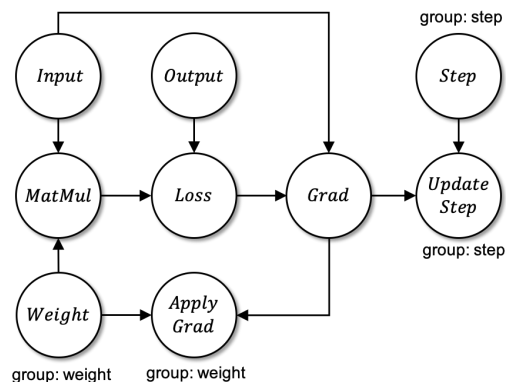 group: step
Input
Output
Step
MatMul
Loss
Grad
Update
Step
group: step
Weight
Apply
Grad
group: weight
group: weight